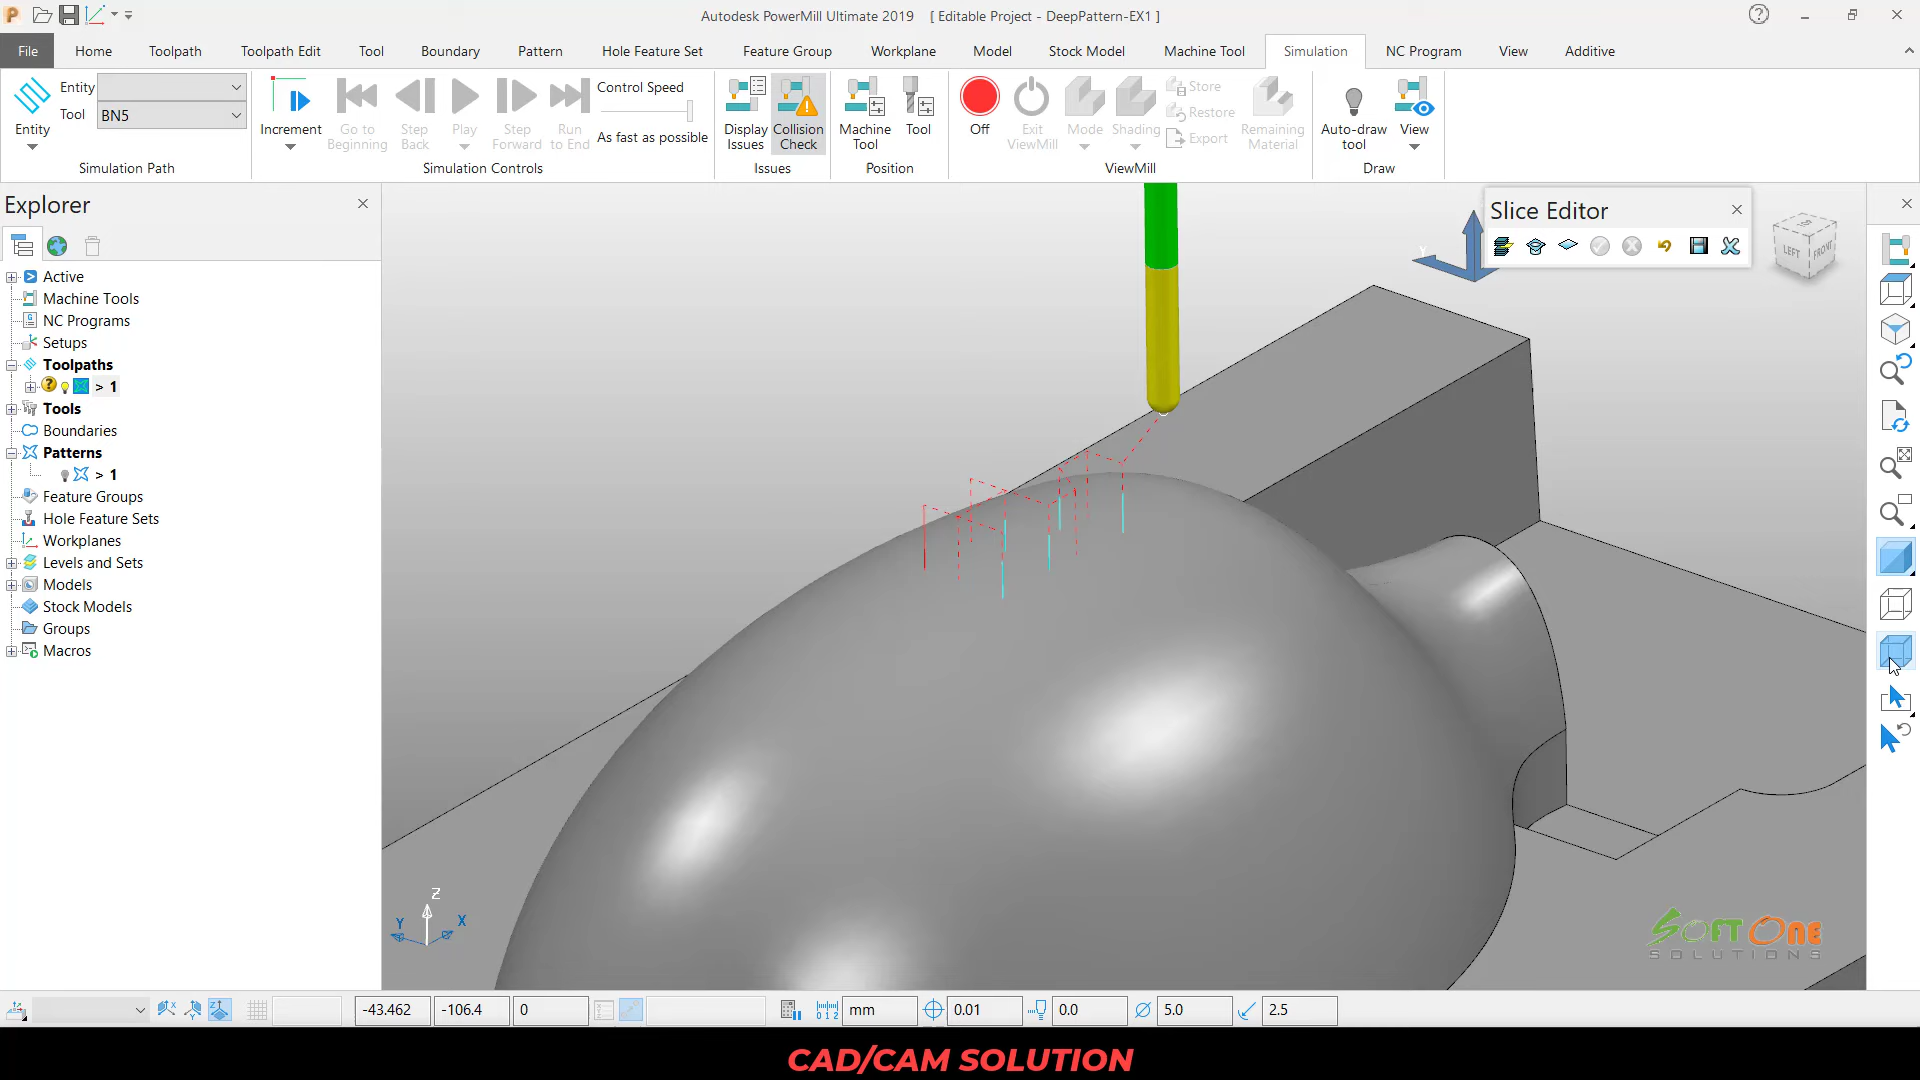 Autodesk PowerMill Ultimate 2019 [ Editable Project - DeepPattern-EX1 ]
File Home Toolpath Toolpath Edit Tool Boundary Pattern Hole Feature Set Feature Group Workplane Model Stock Model Machine Tool Simulation NC Program View Additive
Entity
Tool BN5
Entity
Simulation Path
Increment
Go to Beginning
Step Back
Play
Step Forward
Run to End
Control Speed
As fast as possible
Simulation Controls
Display Issues
Collision Check
Issues
Machine Tool
Tool
Position
Off
Exit ViewMill
Mode
Shading
Store
Restore
Export
Remaining Material
ViewMill
Auto-draw tool
View
Draw
Explorer
Active
Machine Tools
NC Programs
Setups
Toolpaths
> 1
Tools
Boundaries
Patterns
> 1
Feature Groups
Hole Feature Sets
Workplanes
Levels and Sets
Models
Stock Models
Groups
Macros
Slice Editor
LEFT FRONT
Z
Y X
SOFTONE
SOLUTIONS
-43.462 -106.4 0 mm 0.01 0.0 5.0 2.5
CAD/CAM SOLUTION